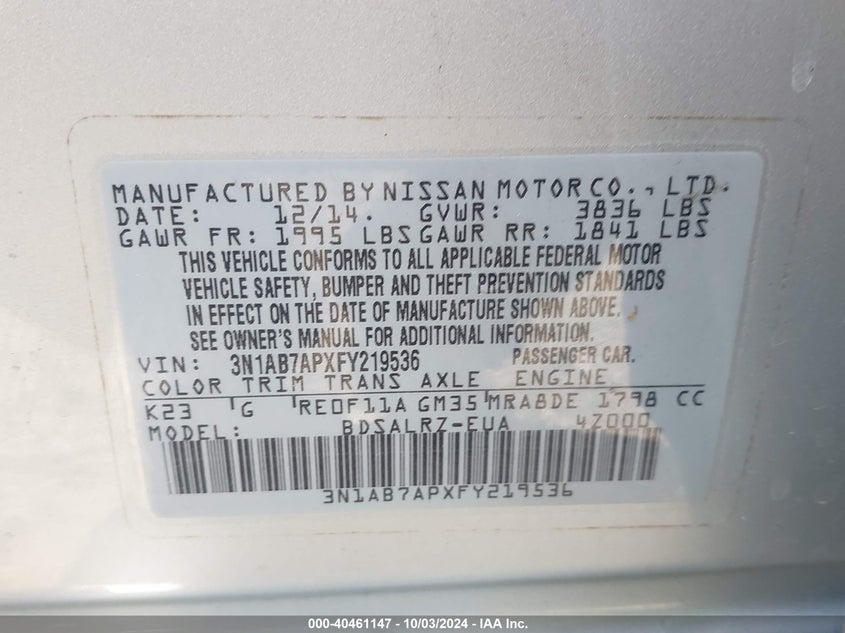 MANUFACTURED BY NISSAN MOTOR CO., LTD.
DATE: 12/14. GVWR: 3836 LBS
GAWR FR: 1995 LBS GAWR RR: 1841 LBS
THIS VEHICLE CONFORMS TO ALL APPLICABLE FEDERAL MOTOR
VEHICLE SAFETY, BUMPER AND THEFT PREVENTION STANDARDS
IN EFFECT ON THE DATE OF MANUFACTURE SHOWN ABOVE.
SEE OWNER'S MANUAL FOR ADDITIONAL INFORMATION.
VIN: 3N1AB7APXFY219536 PASSENGER CAR.
COLOR TRIM TRANS AXLE ENGINE
K23 G RE0F11A GM35 MRA8DE 1798 CC
MODEL: BDSALRZ-EUA 4Z000
3N1AB7APXFY219536
000-40461147 - 10/03/2024 - IAA Inc.